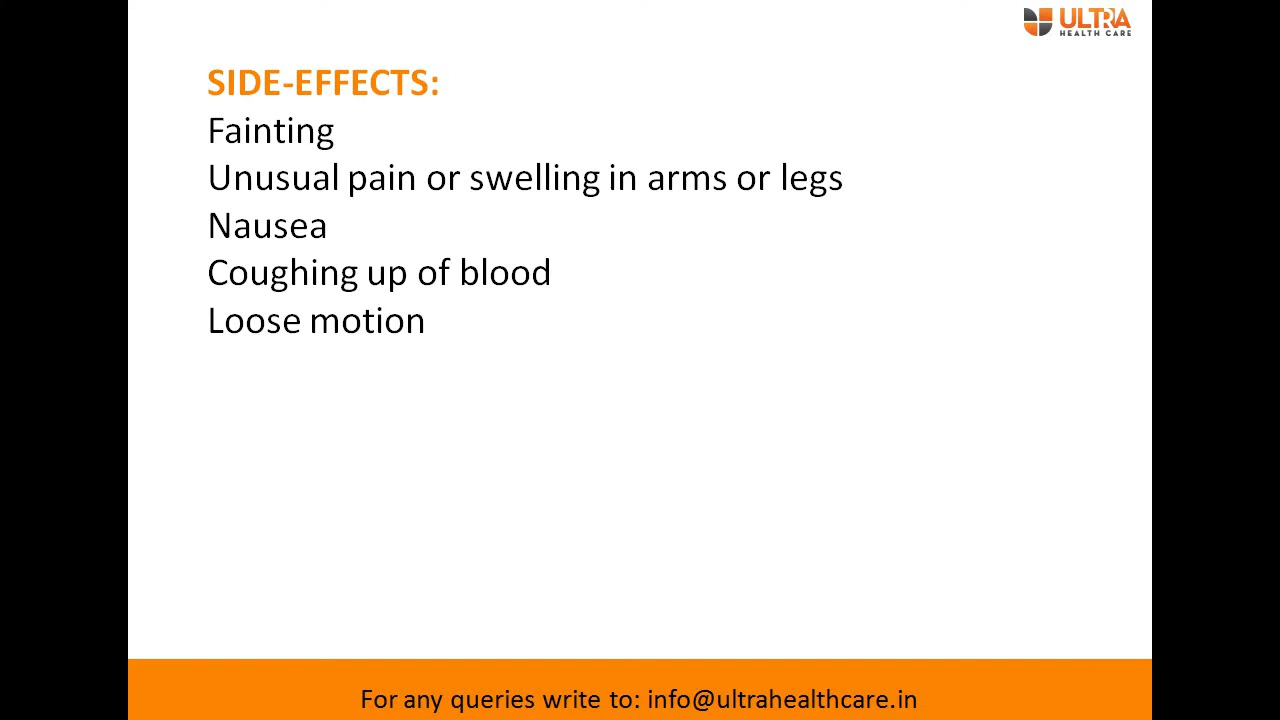 ULTRA
HEALTH CARE
SIDE-EFFECTS:
Fainting
Unusual pain or swelling in arms or legs
Nausea
Coughing up of blood
Loose motion
For any queries write to: info@ultrahealthcare.in